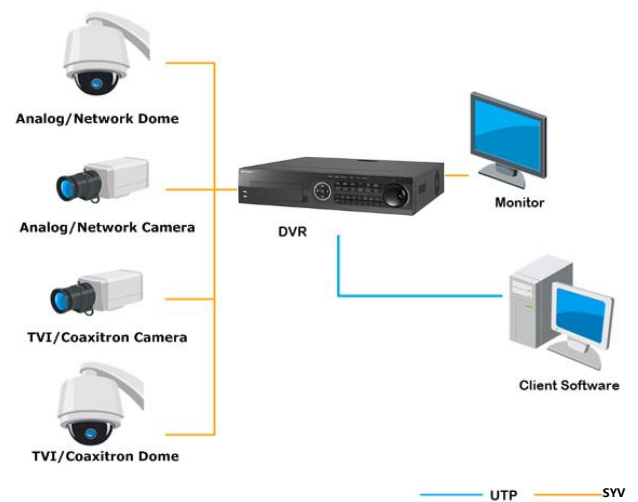 Analog/Network Dome
Analog/Network Camera
DVR
Monitor
TVI/Coaxitron Camera
Client Software
TVI/Coaxitron Dome
UTP
SYV